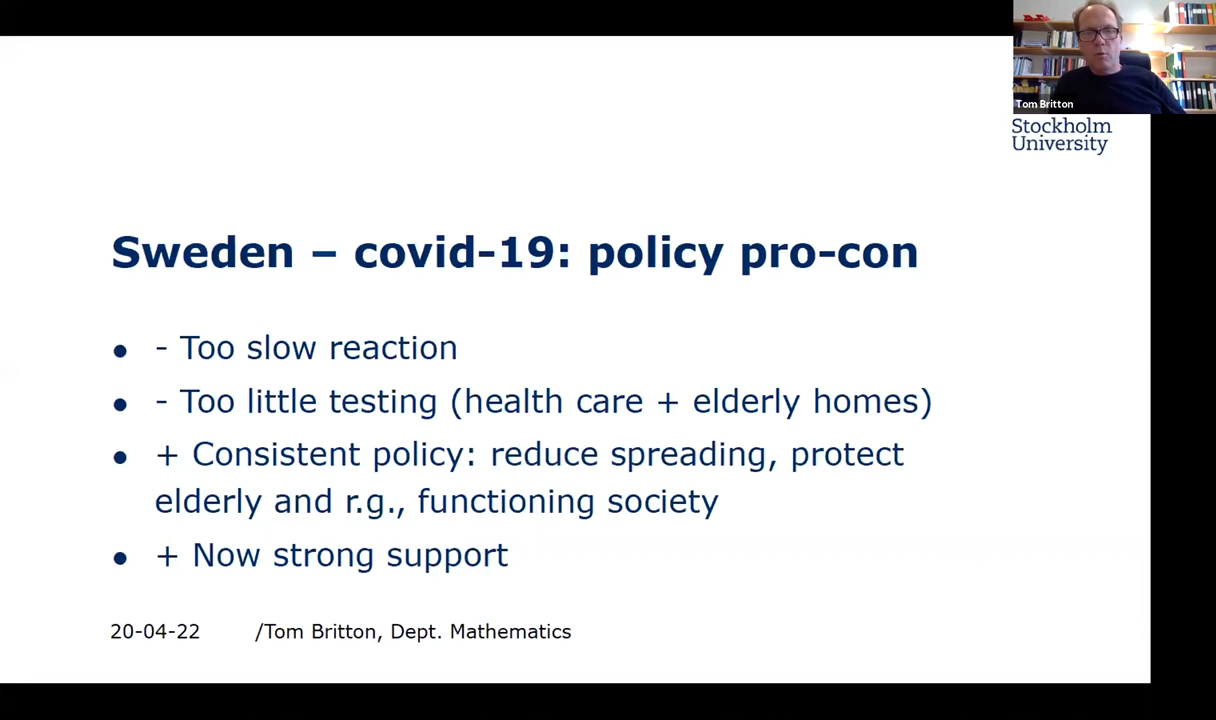 Tom Britton
Stockholm
University
Sweden – covid-19: policy pro-con
● - Too slow reaction
● - Too little testing (health care + elderly homes)
● + Consistent policy: reduce spreading, protect
elderly and r.g., functioning society
● + Now strong support
20-04-22 /Tom Britton, Dept. Mathematics